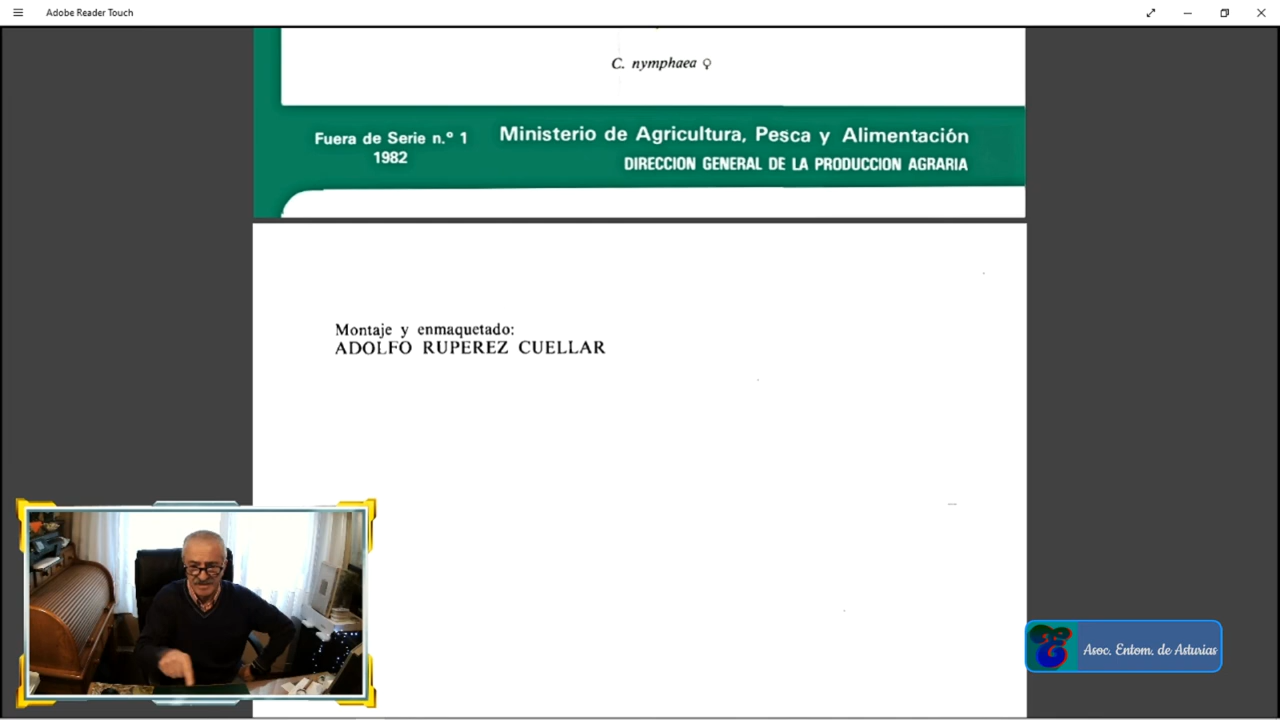 Adobe Reader Touch
C. nymphaea ♀
Fuera de Serie n.° 1
1982
Ministerio de Agricultura, Pesca y Alimentación
DIRECCION GENERAL DE LA PRODUCCION AGRARIA
Montaje y enmaquetado:
ADOLFO RUPEREZ CUELLAR
Asoc. Entom. de Asturias